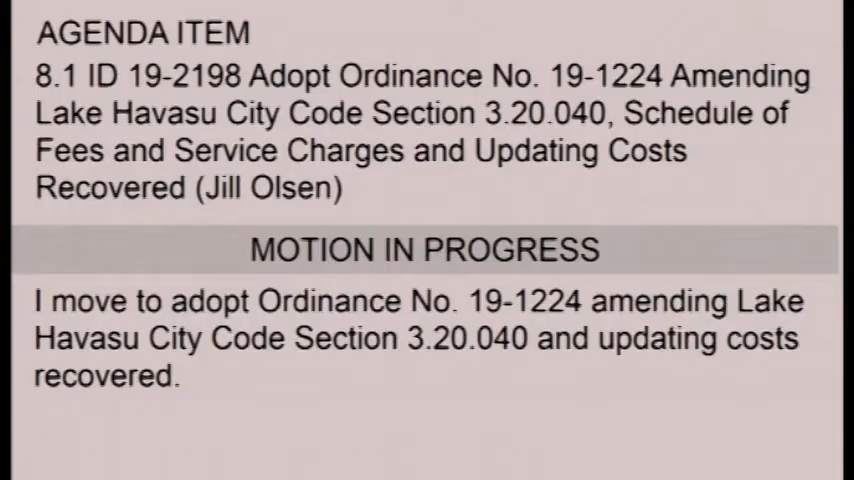 AGENDA ITEM
8.1 ID 19-2198 Adopt Ordinance No. 19-1224 Amending
Lake Havasu City Code Section 3.20.040, Schedule of
Fees and Service Charges and Updating Costs
Recovered (Jill Olsen)
MOTION IN PROGRESS
I move to adopt Ordinance No. 19-1224 amending Lake
Havasu City Code Section 3.20.040 and updating costs
recovered.